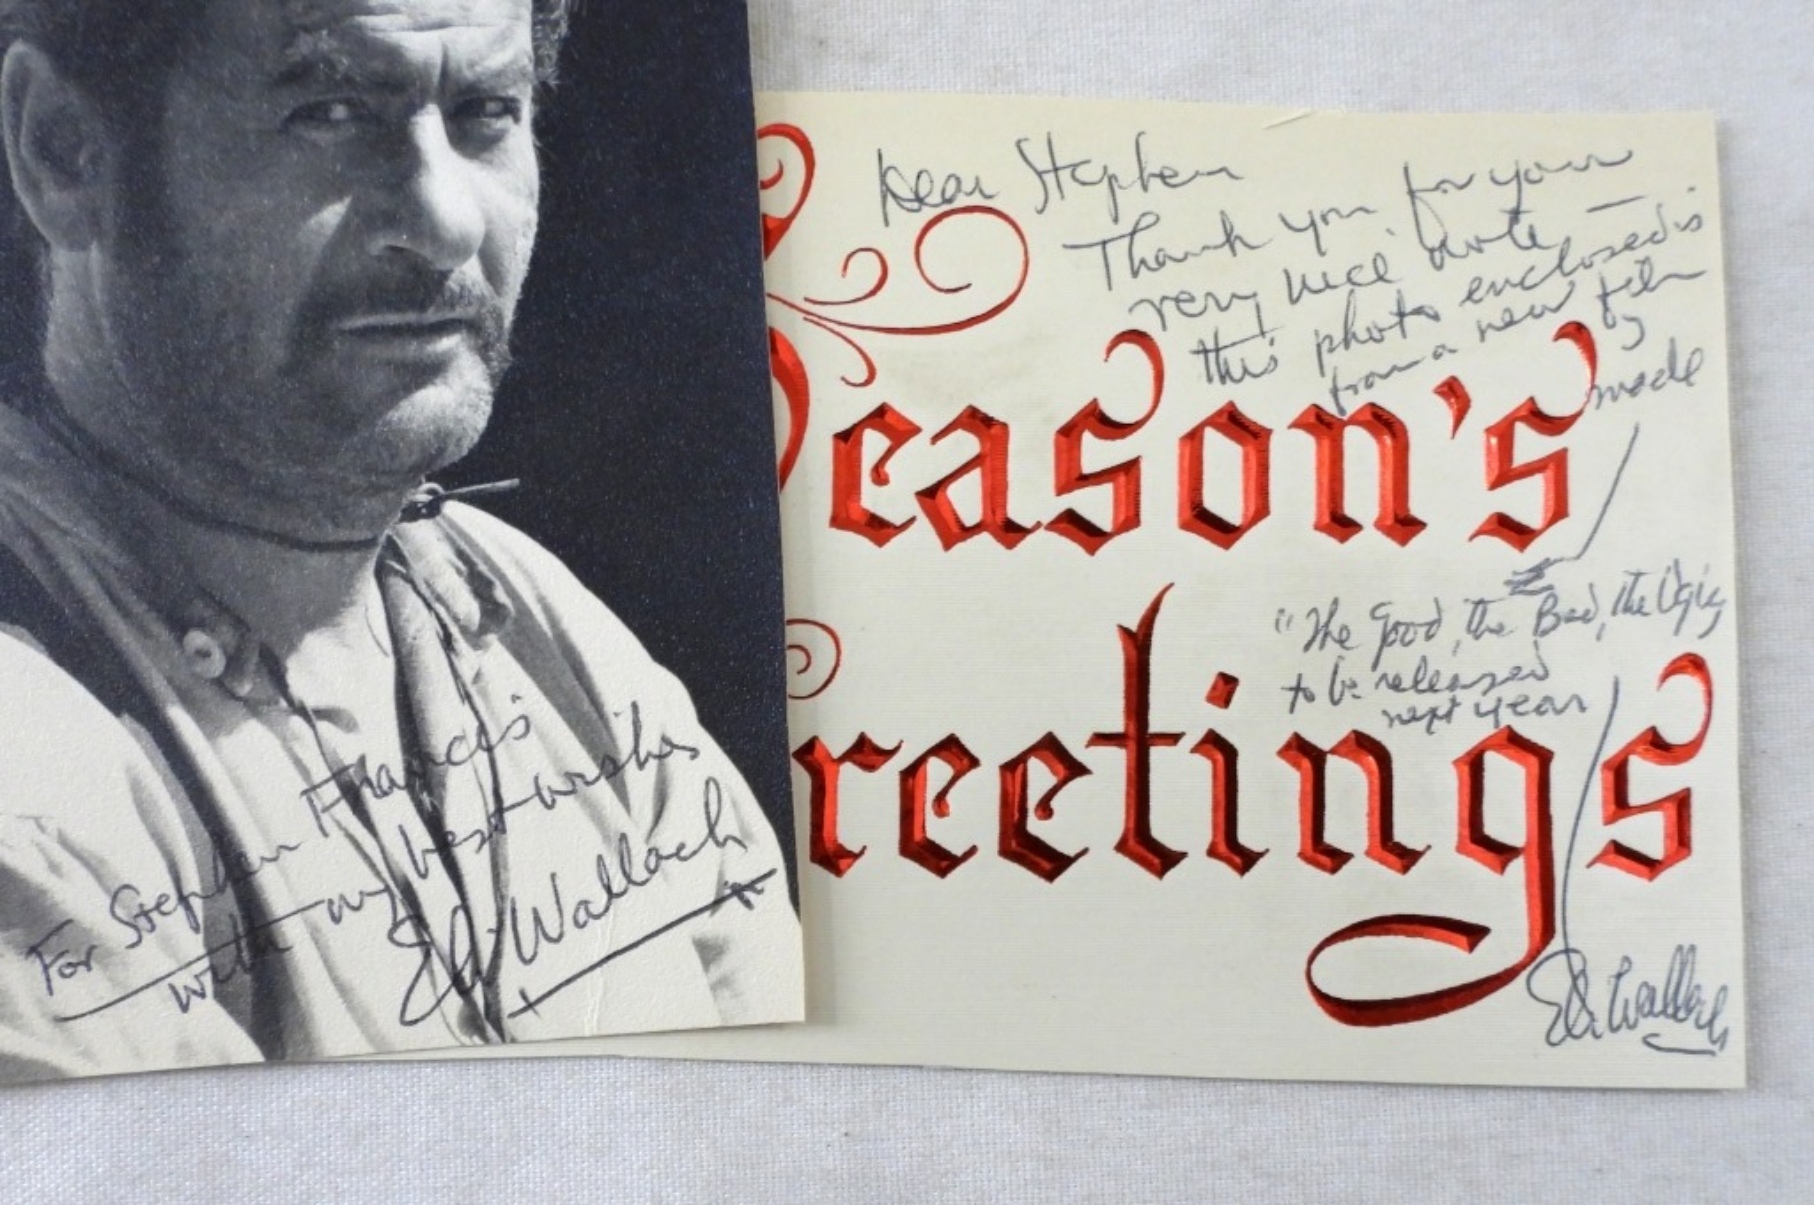 Dear Stephen
Thank you for your
very nice note —
this photo enclosed is
from a new film
I
made
"The Good, the Bad, the Ugly
to be released
next year
Eli Wallach
eason's
reetings
For Stephen Francis
with my best wishes
Eli Wallach